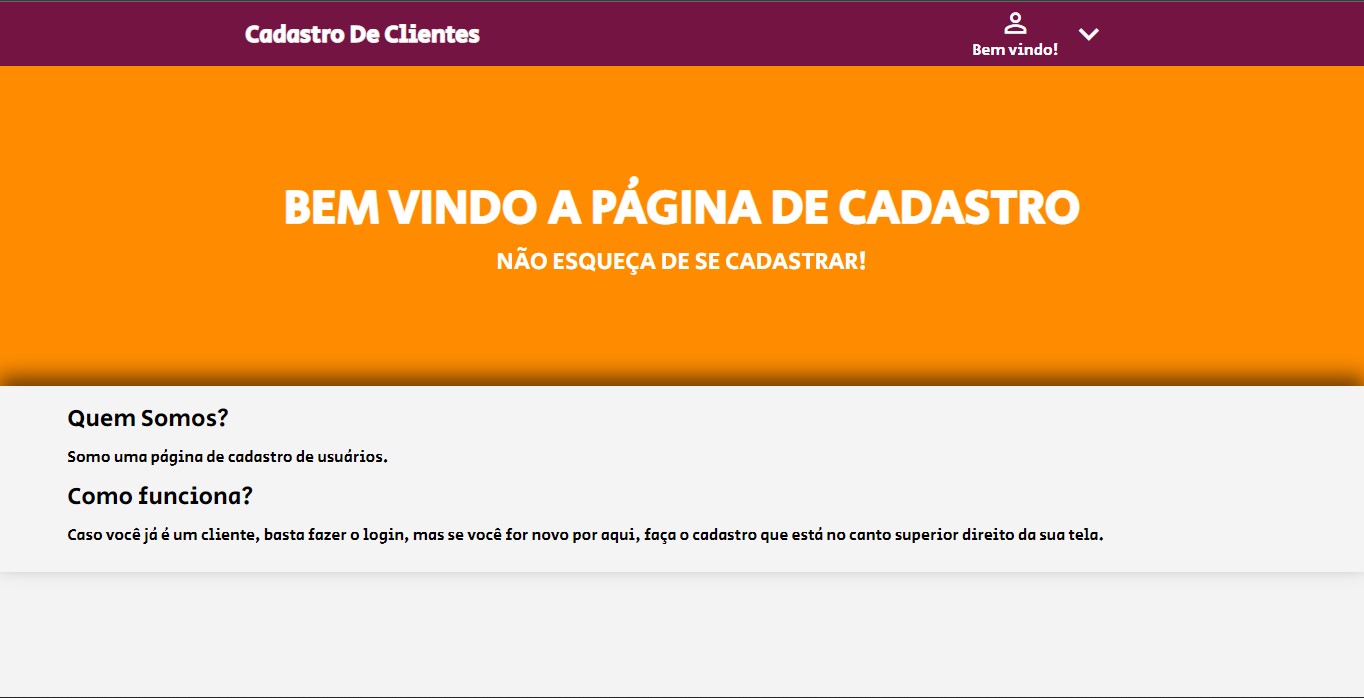 Cadastro De Clientes
Bem vindo!
BEM VINDO A PÁGINA DE CADASTRO
NÃO ESQUEÇA DE SE CADASTRAR!
Quem Somos?
Somo uma página de cadastro de usuários.
Como funciona?
Caso você já é um cliente, basta fazer o login, mas se você for novo por aqui, faça o cadastro que está no canto superior direito da sua tela.